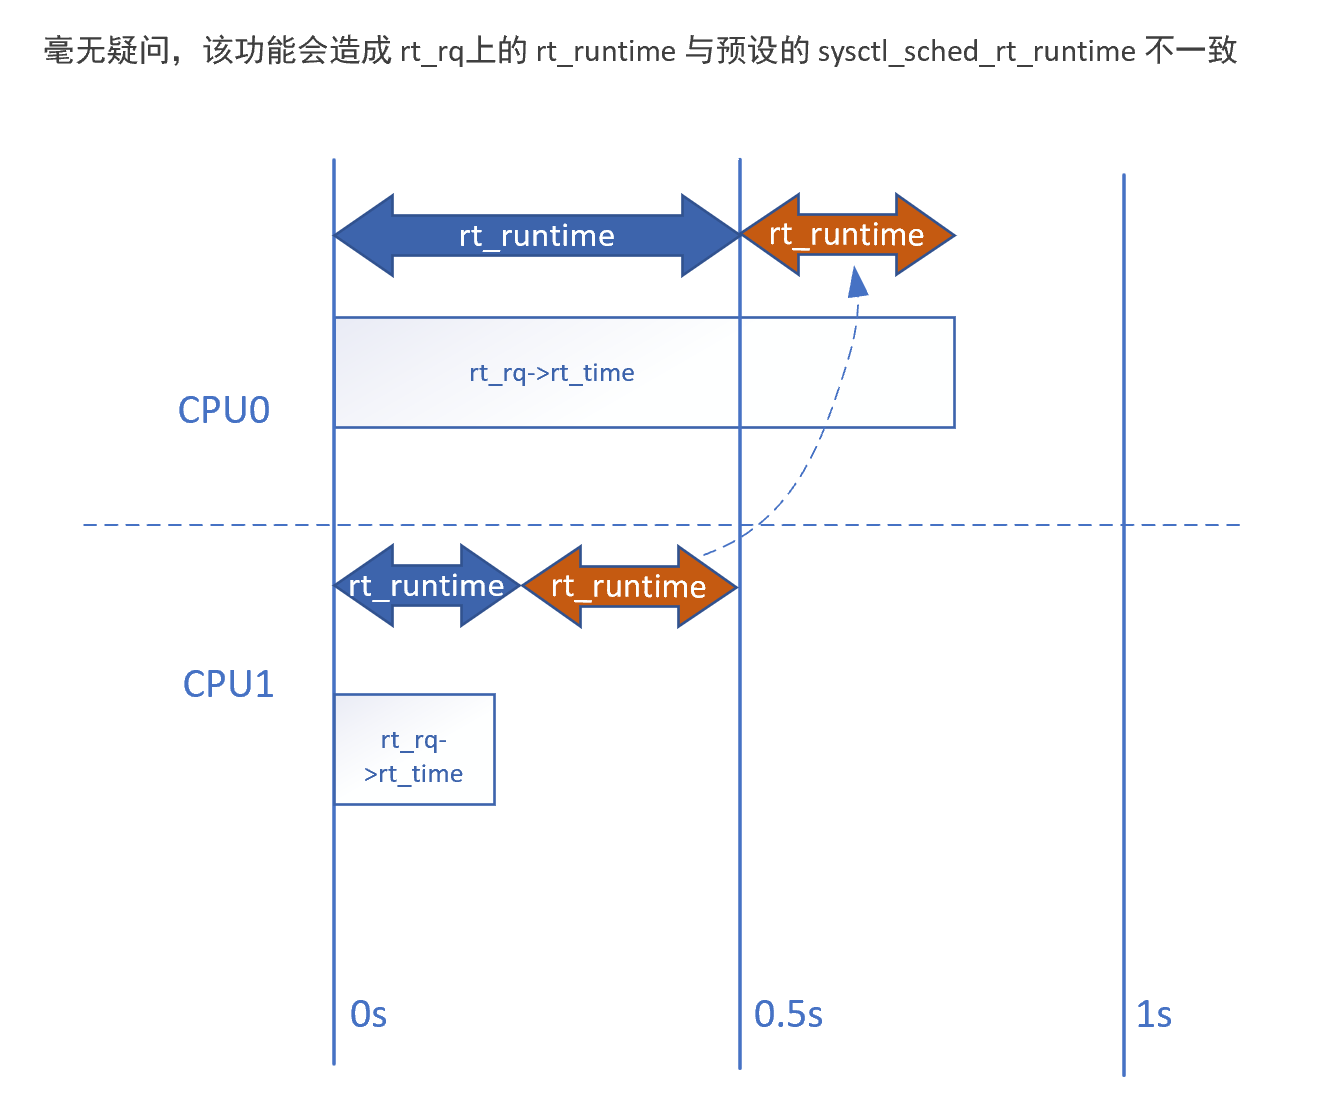 毫无疑问，该功能会造成 rt_rq上的 rt_runtime 与预设的 sysctl_sched_rt_runtime 不一致
rt_runtime
rt_runtime
rt_rq->rt_time
CPU0
rt_runtime
rt_runtime
CPU1
rt_rq-
>rt_time
0s
0.5s
1s